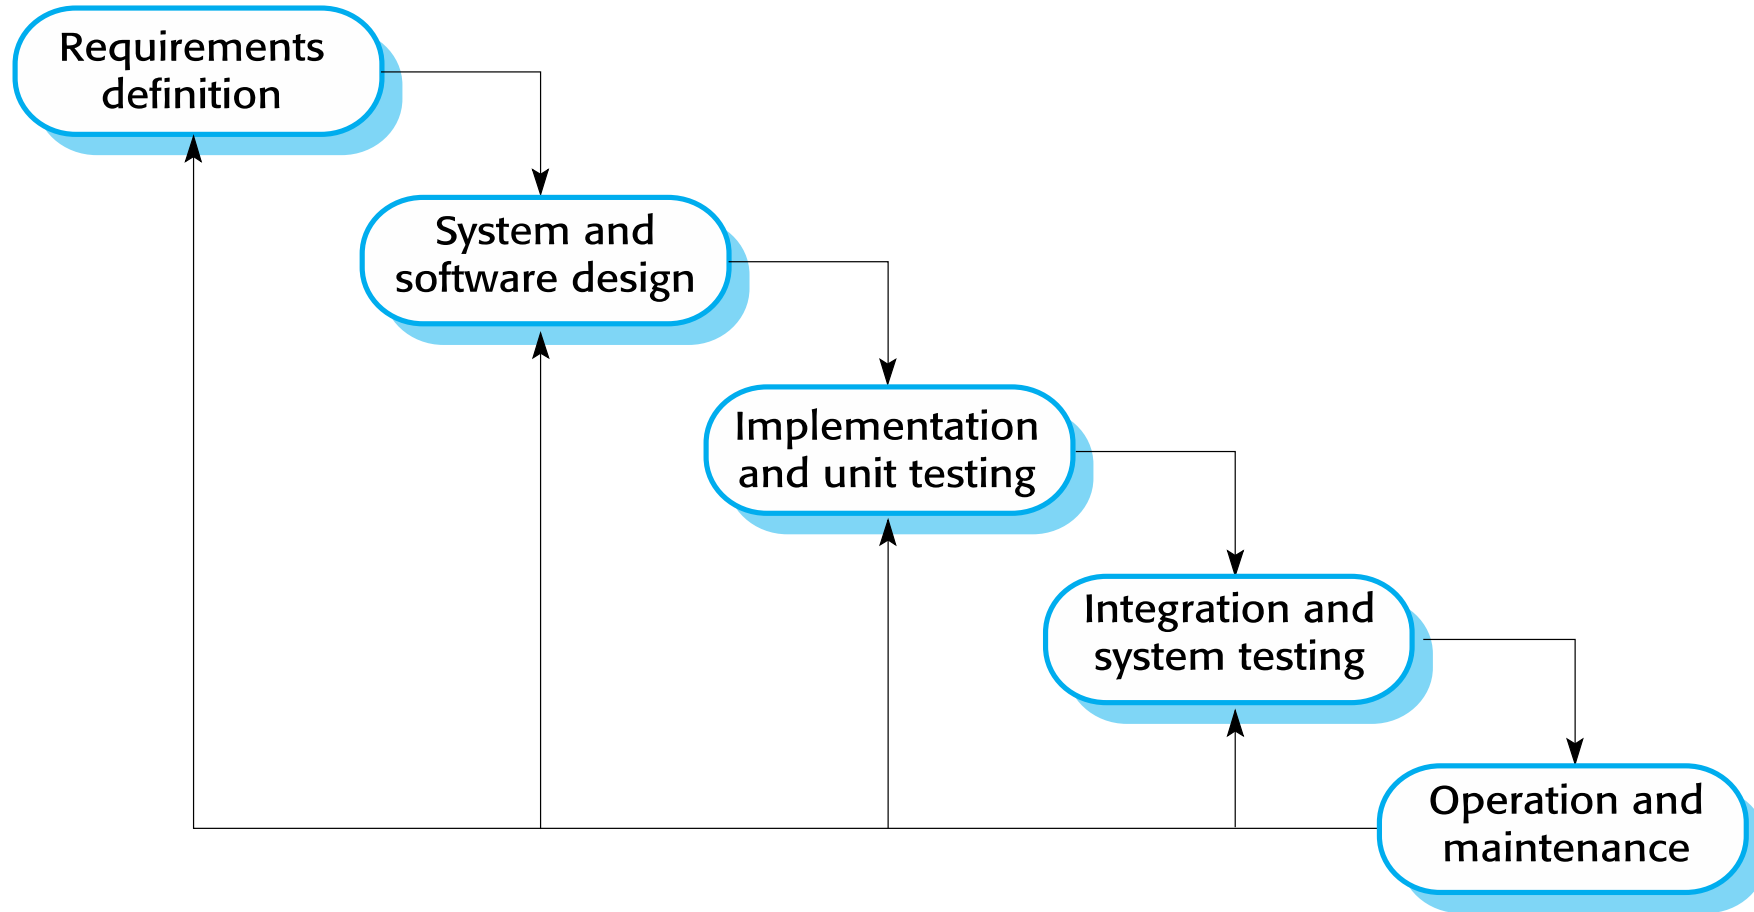 Requirements
definition
System and
software design
Implementation
and unit testing
Integration and
system testing
Operation and
maintenance